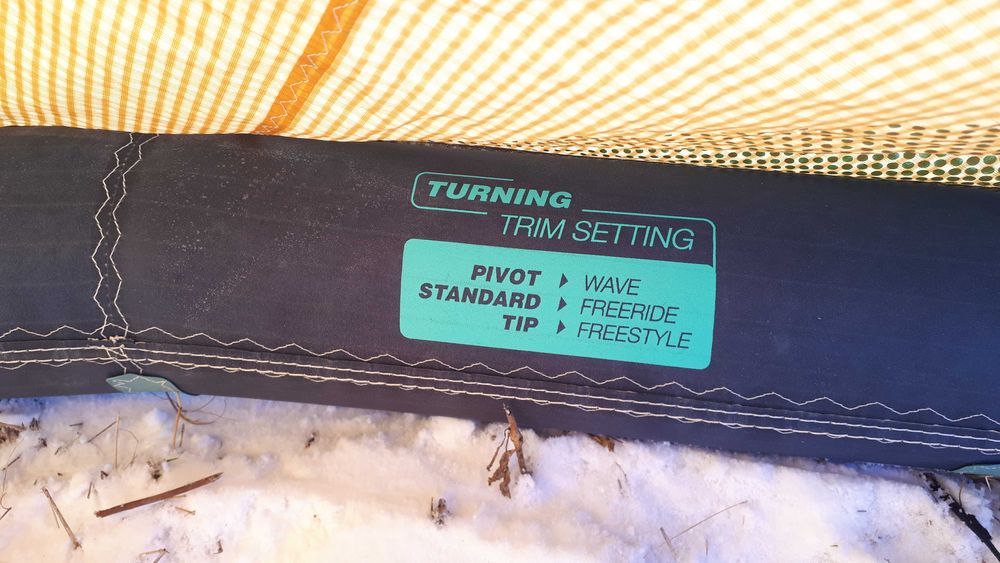 TURNING
TRIM SETTING
PIVOT ▶ WAVE
STANDARD ▶ FREERIDE
TIP ▶ FREESTYLE